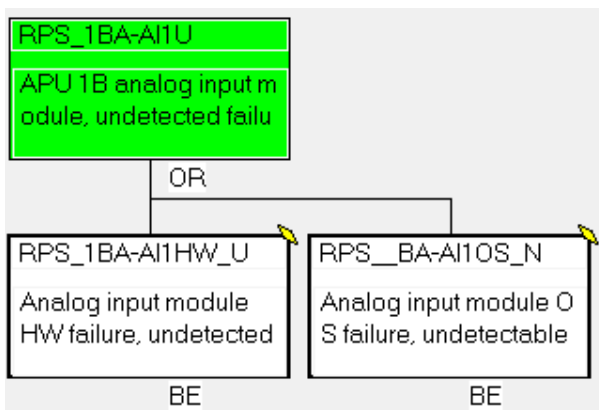 RPS_1BA-AI1U
APU 1B analog input m
odule, undetected failu
OR
RPS_1BA-AI1HW_U
Analog input module
HW failure, undetected
BE
RPS__BA-AI1OS_N
Analog input module O
S failure, undetectable
BE